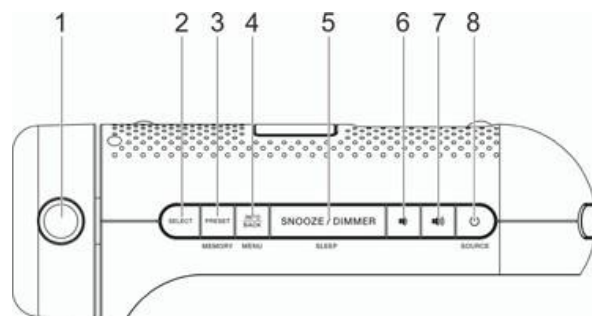 1 2 3 4 5 6 7 8
SELECT PRESET INFO BACK SNOOZE / DIMMER
MEMORY MENU SLEEP SOURCE